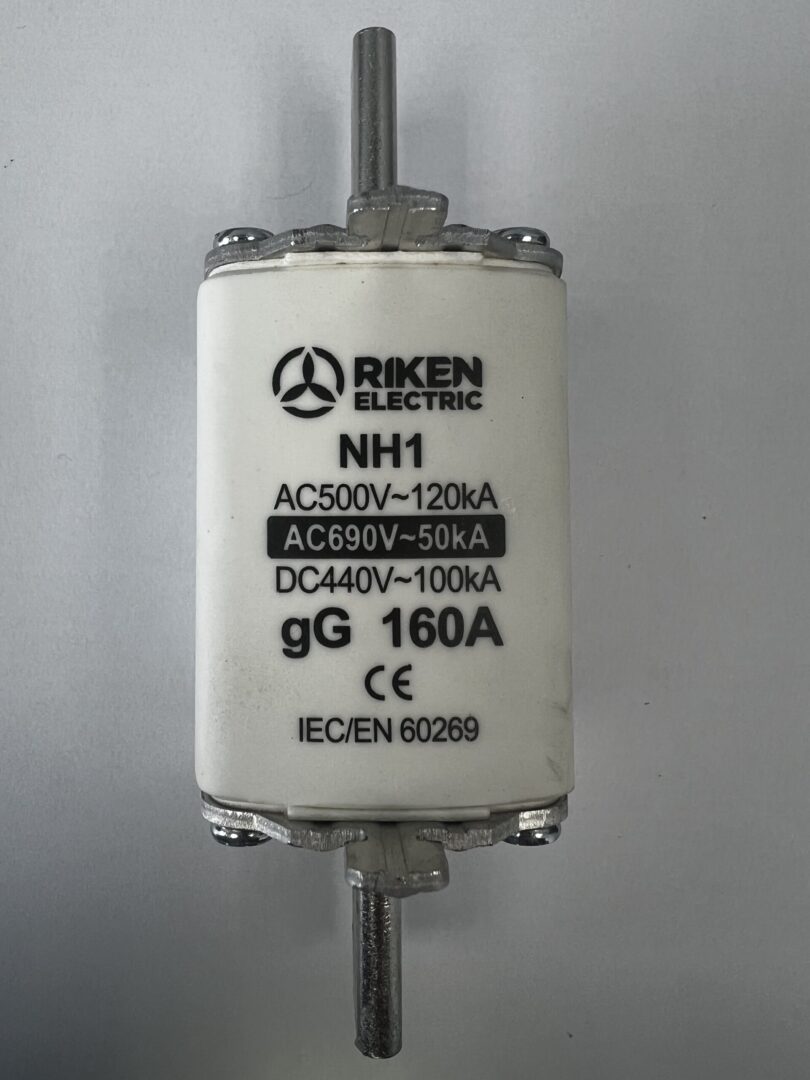 RIKEN
ELECTRIC
NH1
AC500V~120kA
AC690V~50kA
DC440V~100kA
gG 160A
CE
IEC/EN 60269